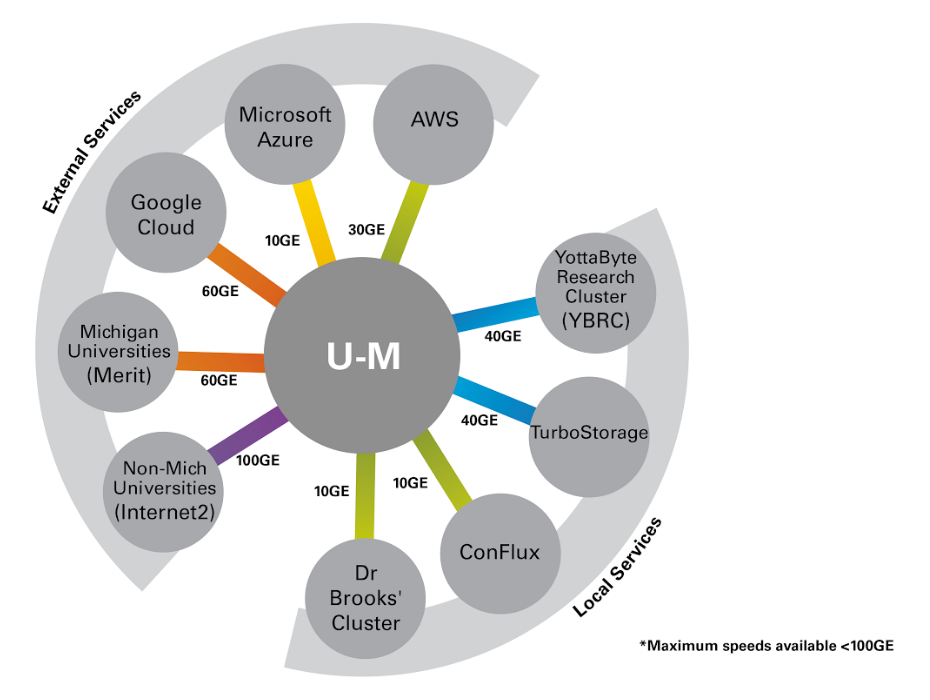 External Services
Microsoft
Azure
AWS
Google
Cloud
10GE
30GE
60GE
YottaByte
Research
Cluster
(YBRC)
40GE
Michigan
Universities
(Merit)
60GE
U-M
40GE
TurboStorage
Non-Mich
Universities
(Internet2)
100GE
10GE
10GE
ConFlux
Dr
Brooks'
Cluster
Local Services
*Maximum speeds available <100GE